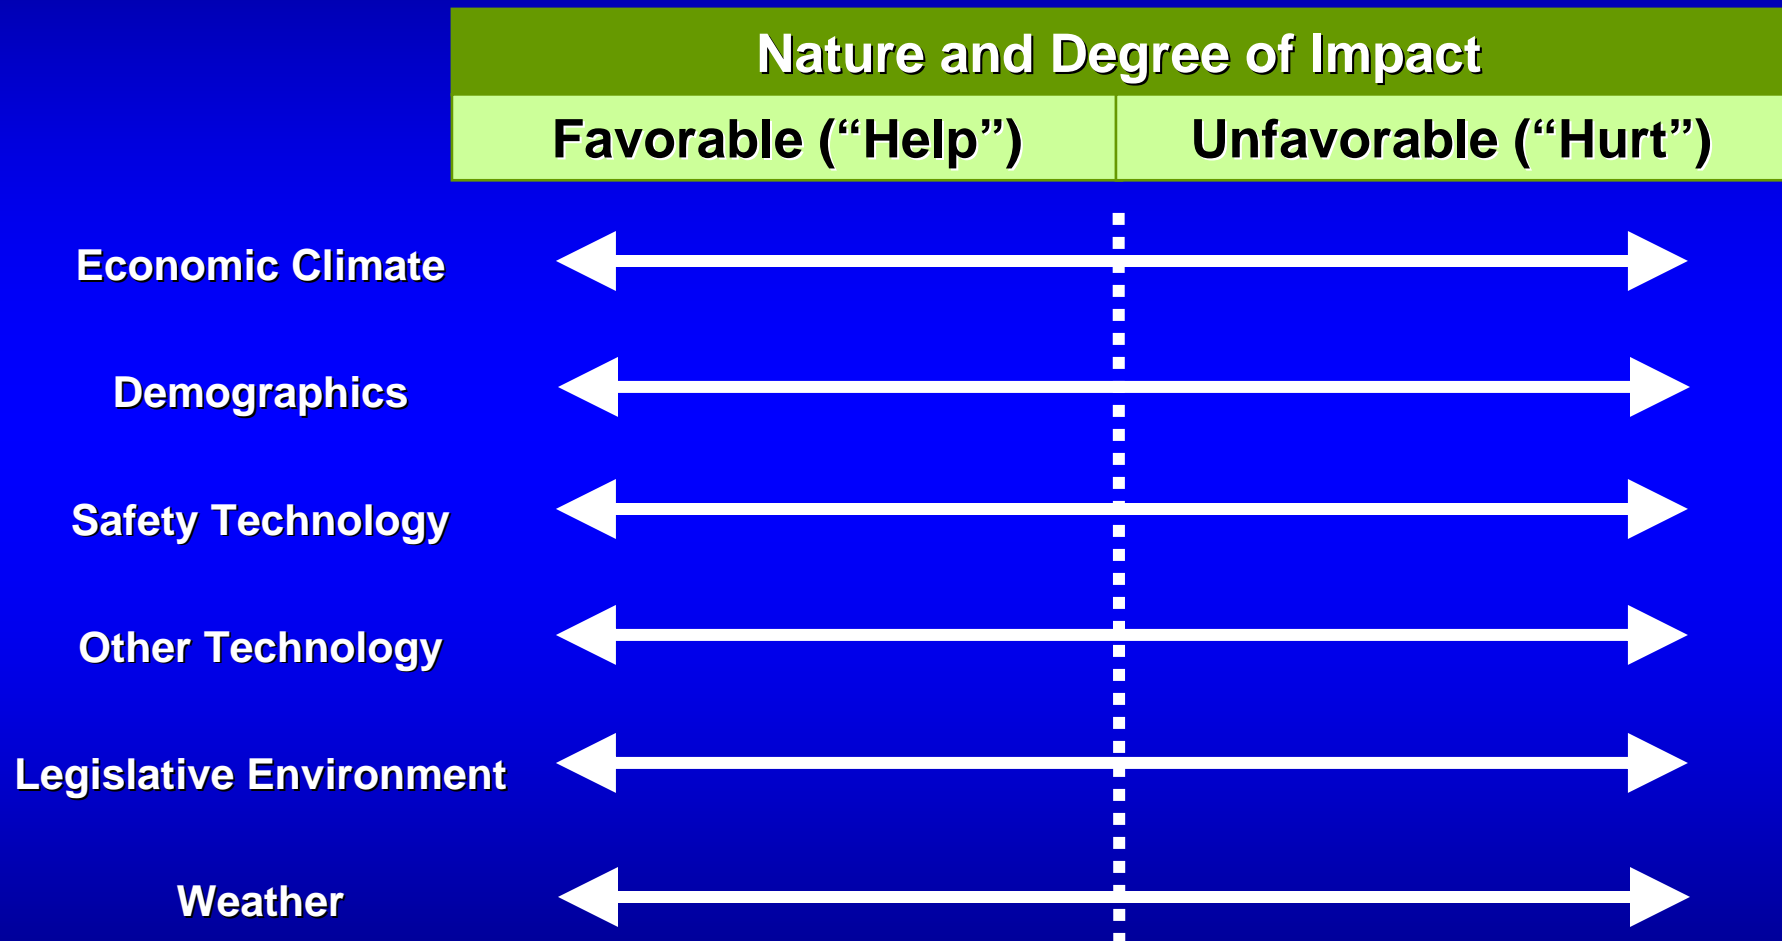 Nature and Degree of Impact
Favorable (“Help”) Unfavorable (“Hurt”)
Economic Climate
Demographics
Safety Technology
Other Technology
Legislative Environment
Weather